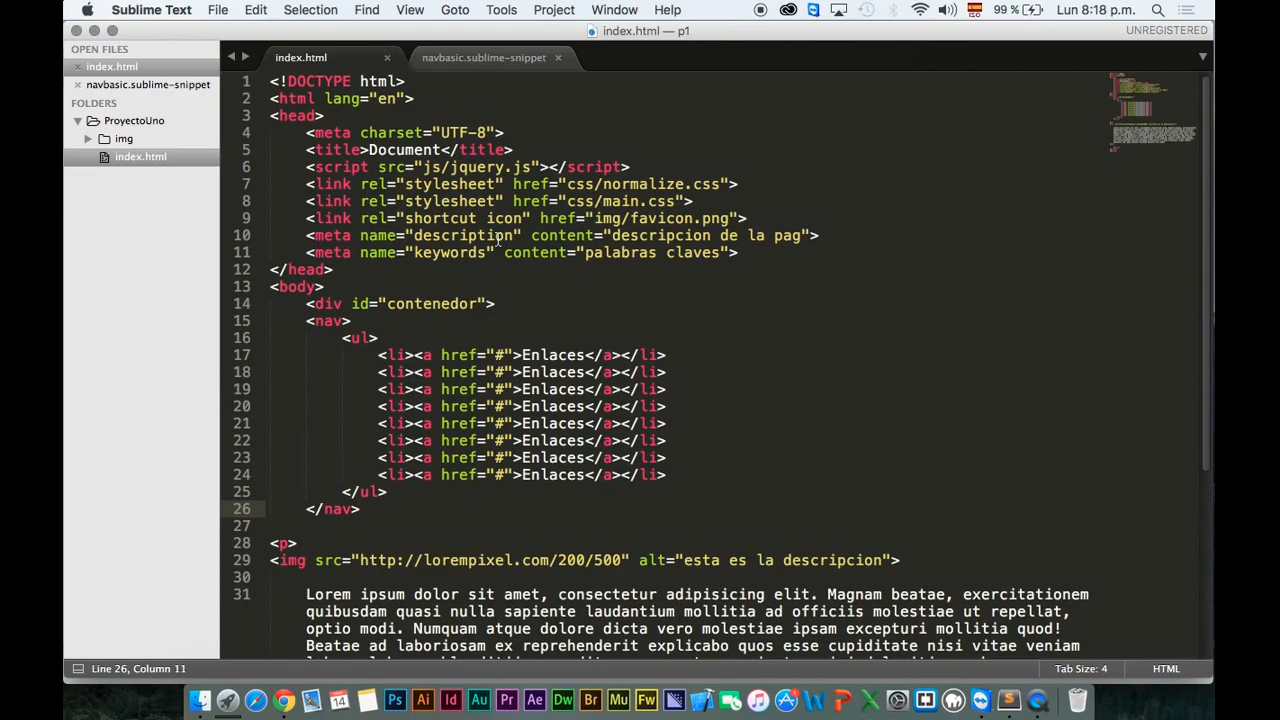 Sublime Text File Edit Selection Find View Goto Tools Project Window Help 99 % Lun 8:18 p.m.
index.html — p1 UNREGISTERED
OPEN FILES
index.html
navbasic.sublime-snippet
FOLDERS
ProyectoUno
img
index.html
index.html navbasic.sublime-snippet
1 <!DOCTYPE html>
2 <html lang="en">
3 <head>
4 <meta charset="UTF-8">
5 <title>Document</title>
6 <script src="js/jquery.js"></script>
7 <link rel="stylesheet" href="css/normalize.css">
8 <link rel="stylesheet" href="css/main.css">
9 <link rel="shortcut icon" href="img/favicon.png">
10 <meta name="description" content="descripcion de la pag">
11 <meta name="keywords" content="palabras claves">
12 </head>
13 <body>
14 <div id="contenedor">
15 <nav>
16 <ul>
17 <li><a href="#">Enlaces</a></li>
18 <li><a href="#">Enlaces</a></li>
19 <li><a href="#">Enlaces</a></li>
20 <li><a href="#">Enlaces</a></li>
21 <li><a href="#">Enlaces</a></li>
22 <li><a href="#">Enlaces</a></li>
23 <li><a href="#">Enlaces</a></li>
24 <li><a href="#">Enlaces</a></li>
25 </ul>
26 </nav>
27
28 <p>
29 <img src="http://lorempixel.com/200/500" alt="esta es la descripcion">
30
31 Lorem ipsum dolor sit amet, consectetur adipisicing elit. Magnam beatae, exercitationem
quibusdam quasi nulla sapiente laudantium mollitia ad officiis molestiae ut repellat,
optio modi. Numquam atque dolore dicta vero molestiae ipsam excepturi mollitia quod!
Beatae ad laboriosam ex reprehenderit explicabo quis esse cupiditate nisi vitae veniam
Line 26, Column 11 Tab Size: 4 HTML
14 Ps Ai Id Au Pr Ae Dw Br Mu Fw